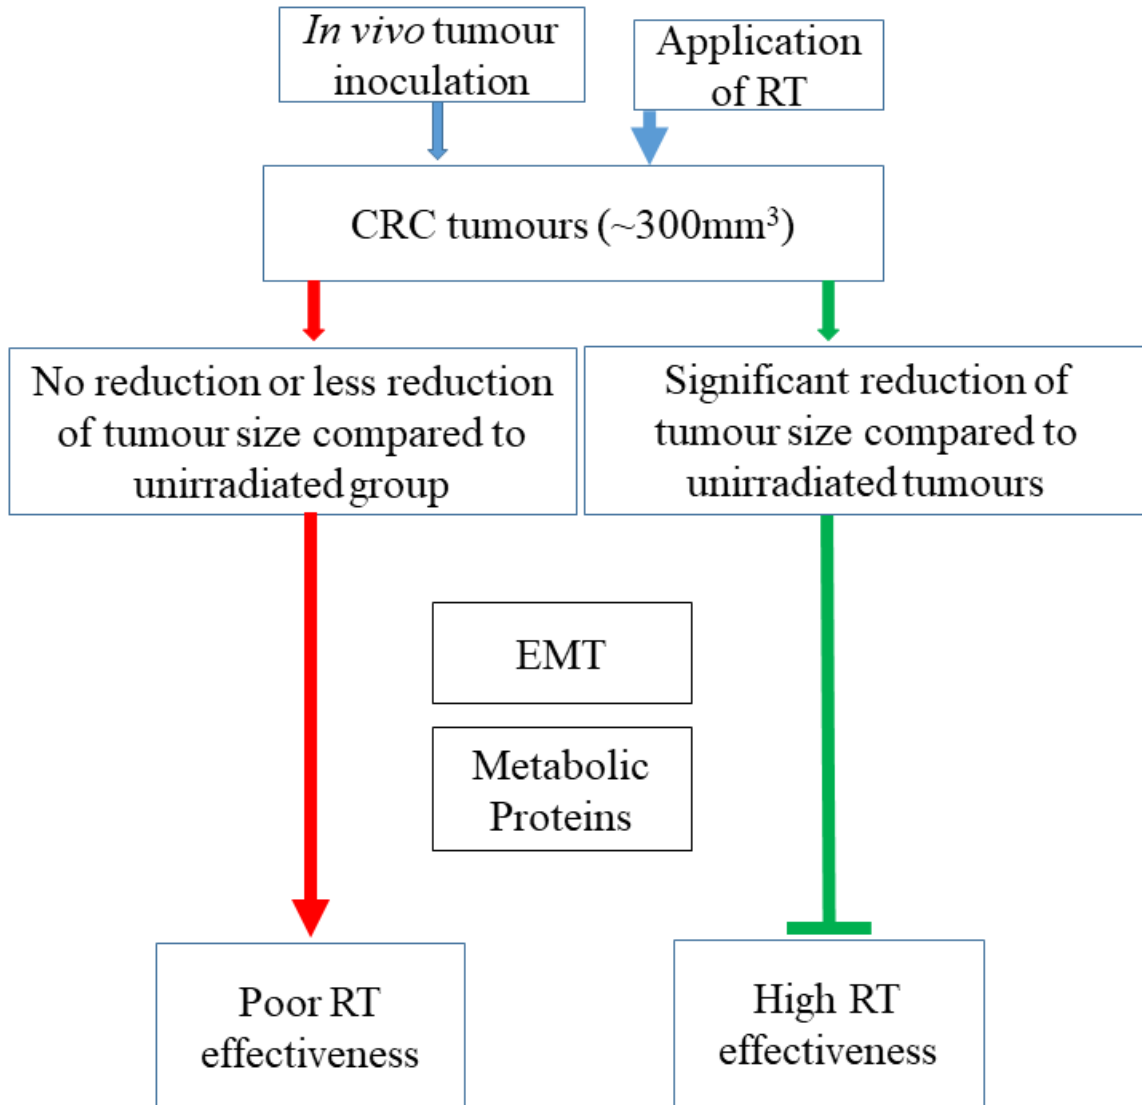 In vivo tumour
inoculation
Application
of RT
CRC tumours (~300mm³)
No reduction or less reduction
of tumour size compared to
unirradiated group
Significant reduction of
tumour size compared to
unirradiated tumours
EMT
Metabolic
Proteins
Poor RT
effectiveness
High RT
effectiveness